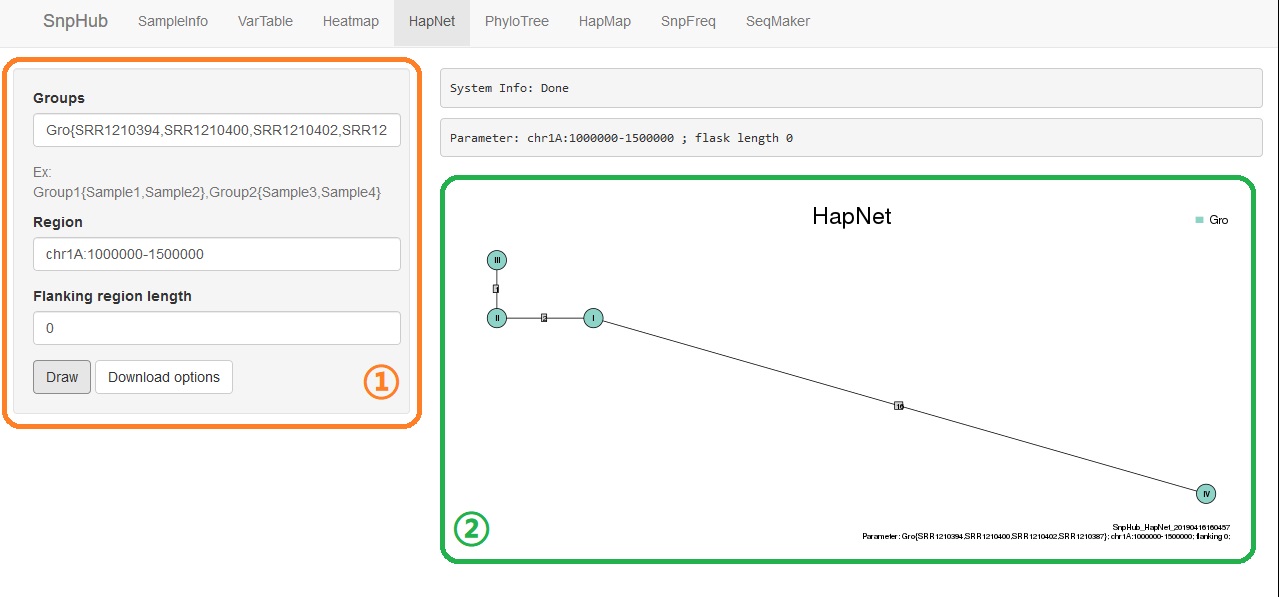 SnpHub SampleInfo VarTable Heatmap HapNet PhyloTree HapMap SnpFreq SeqMaker
Groups
Gro{SRR1210394,SRR1210400,SRR1210402,SRR12
Ex:
Group1{Sample1,Sample2},Group2{Sample3,Sample4}
Region
chr1A:1000000-1500000
Flanking region length
0
Draw Download options
①
System Info: Done
Parameter: chr1A:1000000-1500000 ; flask length 0
HapNet
Gro
III
1
II 2 I
IV
②
SnpHub_HapNet_20190416160457
Parameter: Gro{SRR1210394,SRR1210400,SRR1210402,SRR1210387}; chr1A:1000000-1500000; flanking 0;